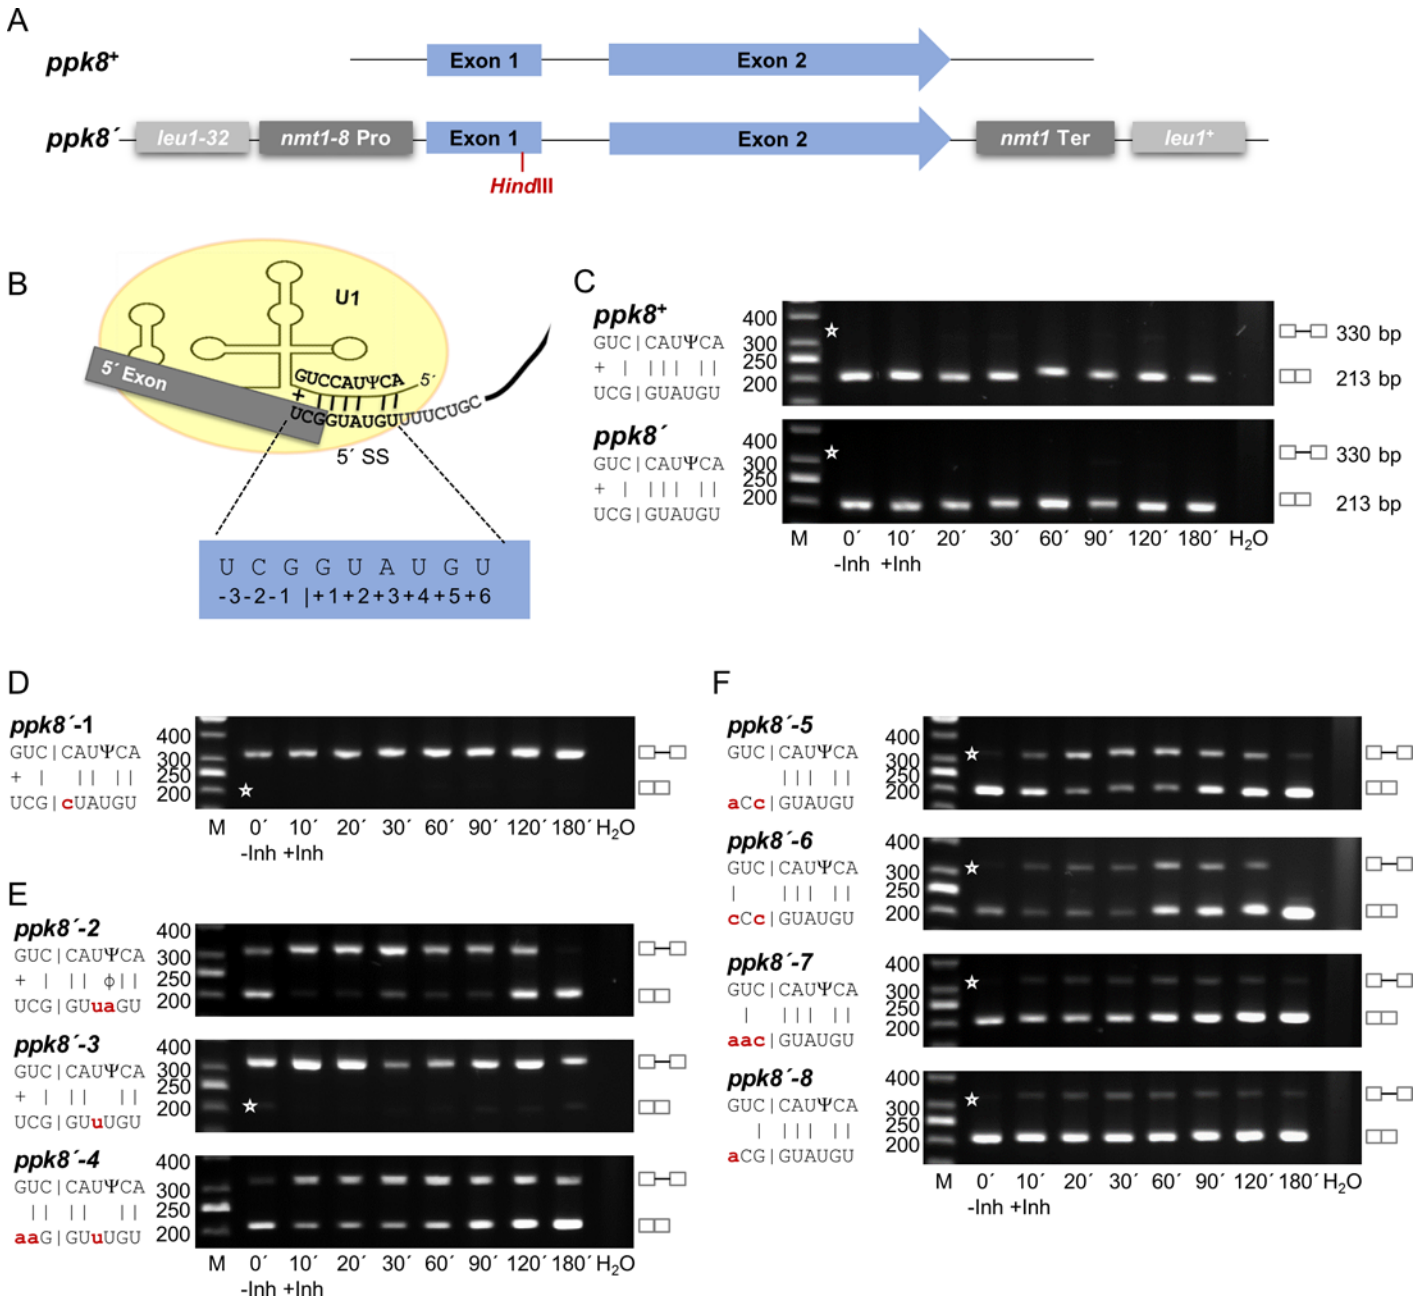 A
ppk8⁺
Exon 1
Exon 2
ppk8´
leu1-32
nmt1-8 Pro
Exon 1
Exon 2
nmt1 Ter
leu1⁺
HindIII
B
U1
5´ Exon
GUCCAUΨCA
5´
+
UCGGUAUGUUUUCUGC
5´ SS
U C G G U A U G U
-3-2-1 |+1+2+3+4+5+6
C
ppk8⁺
GUC|CAUΨCA
+ | ||| ||
UCG|GUAUGU
400
300
250
200
330 bp
213 bp
ppk8´
GUC|CAUΨCA
+ | ||| ||
UCG|GUAUGU
400
300
250
200
330 bp
213 bp
M 0´ 10´ 20´ 30´ 60´ 90´ 120´ 180´ H₂O
-Inh +Inh
D
ppk8´-1
GUC|CAUΨCA
+ | || ||
UCG|cUAUGU
400
300
250
200
M 0´ 10´ 20´ 30´ 60´ 90´ 120´ 180´ H₂O
-Inh +Inh
E
ppk8´-2
GUC|CAUΨCA
+ | || ϕ||
UCG|GUuaGU
400
300
250
200
ppk8´-3
GUC|CAUΨCA
+ | || ||
UCG|GUuUGU
400
300
250
200
ppk8´-4
GUC|CAUΨCA
|| || ||
aaG|GUuUGU
400
300
250
200
M 0´ 10´ 20´ 30´ 60´ 90´ 120´ 180´ H₂O
-Inh +Inh
F
ppk8´-5
GUC|CAUΨCA
||| ||
aCc|GUAUGU
400
300
250
200
ppk8´-6
GUC|CAUΨCA
| ||| ||
cCc|GUAUGU
400
300
250
200
ppk8´-7
GUC|CAUΨCA
| ||| ||
aac|GUAUGU
400
300
250
200
ppk8´-8
GUC|CAUΨCA
| ||| ||
aCG|GUAUGU
400
300
250
200
M 0´ 10´ 20´ 30´ 60´ 90´ 120´ 180´ H₂O
-Inh +Inh